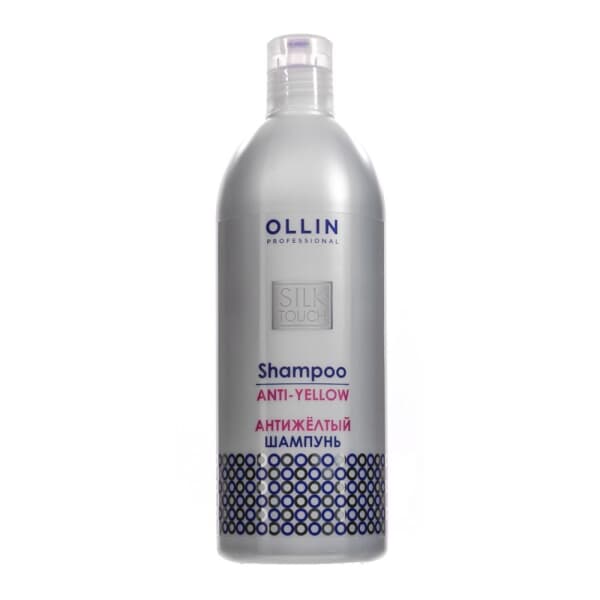 OLLIN
PROFESSIONAL
SILK
TOUCH
Shampoo
ANTI-YELLOW
АНТИЖЁЛТЫЙ
ШАМПУНЬ